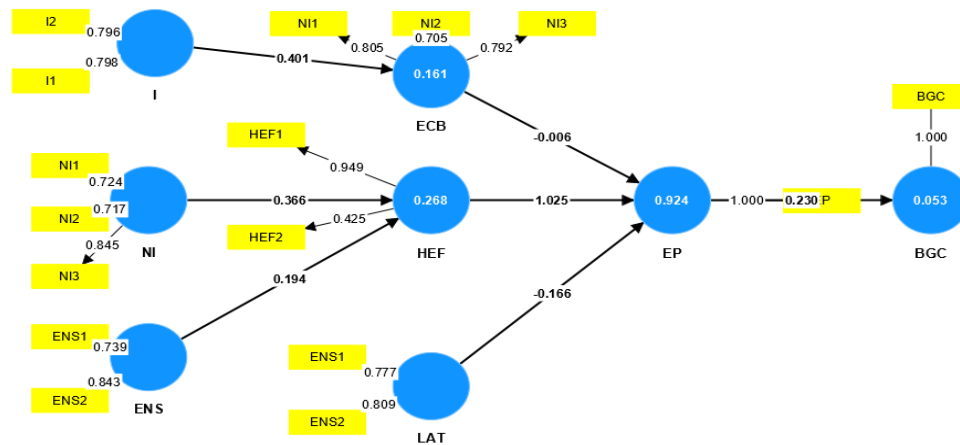 I2
0.796
0.798
I1
I
0.401
NI1
NI2
NI3
0.805
0.705
0.792
0.161
ECB
-0.006
BGC
1.000
HEF1
0.949
NI1
0.724
NI2
0.717
0.845
NI3
NI
0.366
0.268
HEF
HEF2
0.425
1.025
0.924
EP
1.000
0.230
P
0.053
BGC
0.194
-0.166
ENS1
0.739
0.843
ENS2
ENS
ENS1
0.777
0.809
ENS2
LAT